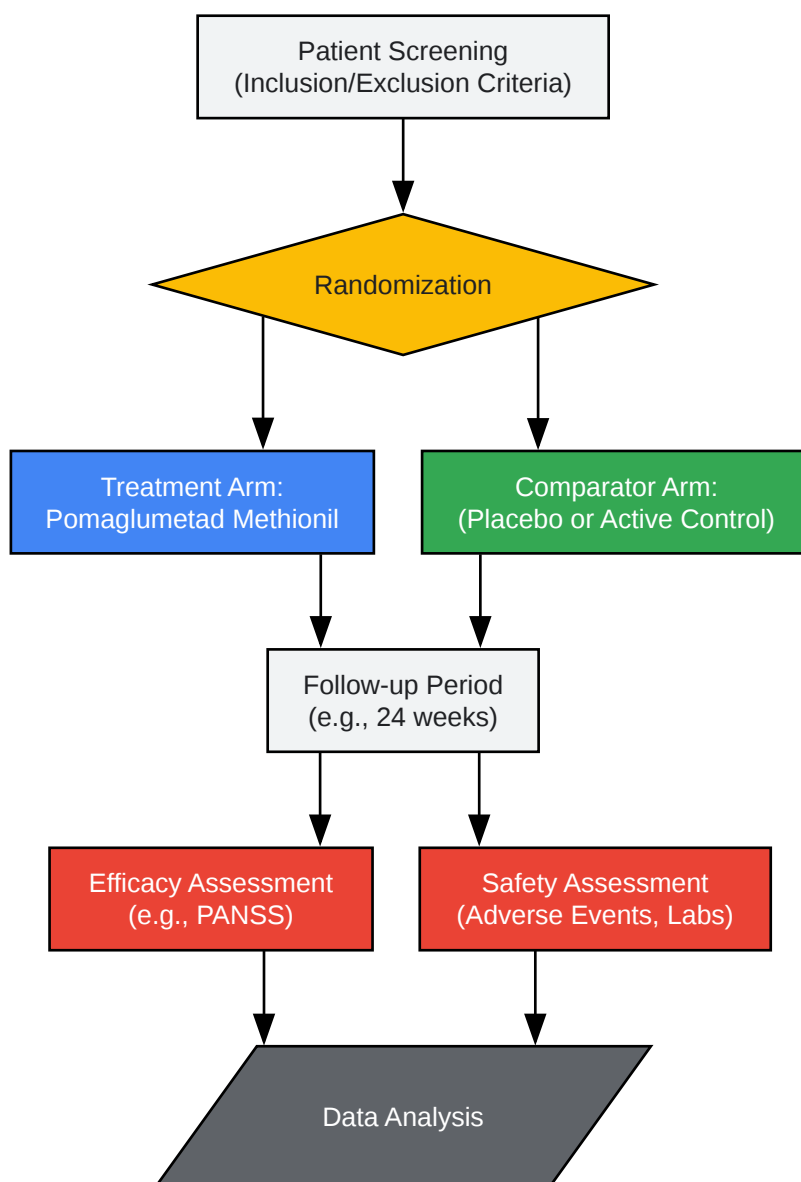 Patient Screening
(Inclusion/Exclusion Criteria)
Randomization
Treatment Arm:
Pomaglumetad Methionil
Comparator Arm:
(Placebo or Active Control)
Follow-up Period
(e.g., 24 weeks)
Efficacy Assessment
(e.g., PANSS)
Safety Assessment
(Adverse Events, Labs)
Data Analysis